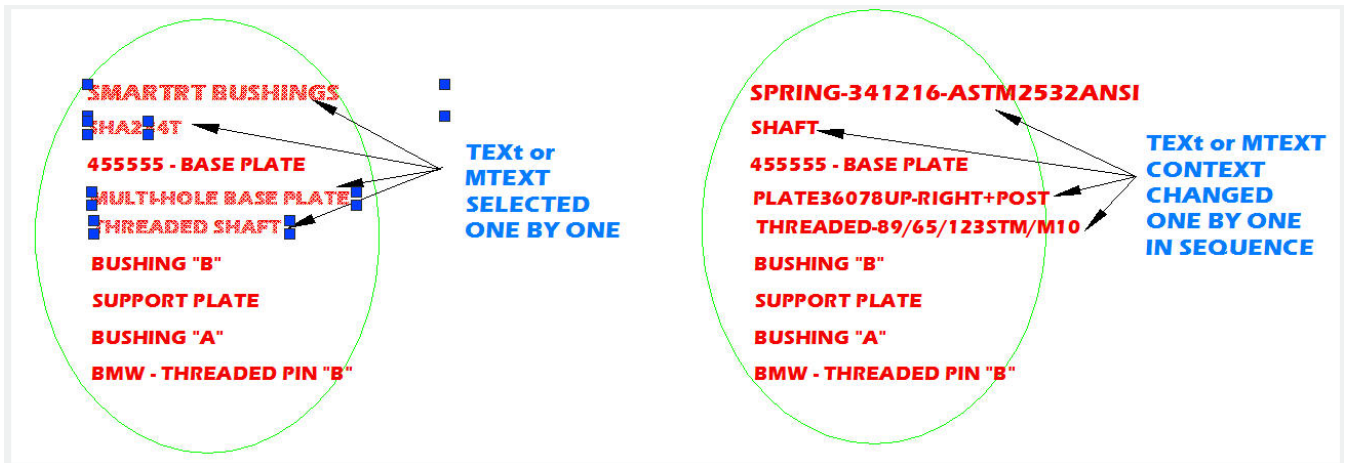 SMARTRT BUSHINGS
455555 - BASE PLATE
MULTI-HOLE BASE PLATE
THREADED SHAFT
BUSHING "B"
SUPPORT PLATE
BUSHING "A"
BMW - THREADED PIN "B"
TEXt or
MTEXT
SELECTED
ONE BY ONE
SPRING-341216-ASTM2532ANSI
SHAFT
455555 - BASE PLATE
PLATE36078UP-RIGHT+POST
THREADED-89/65/123STM/M10
BUSHING "B"
SUPPORT PLATE
BUSHING "A"
BMW - THREADED PIN "B"
TEXt or MTEXT
CONTEXT
CHANGED
ONE BY ONE
IN SEQUENCE